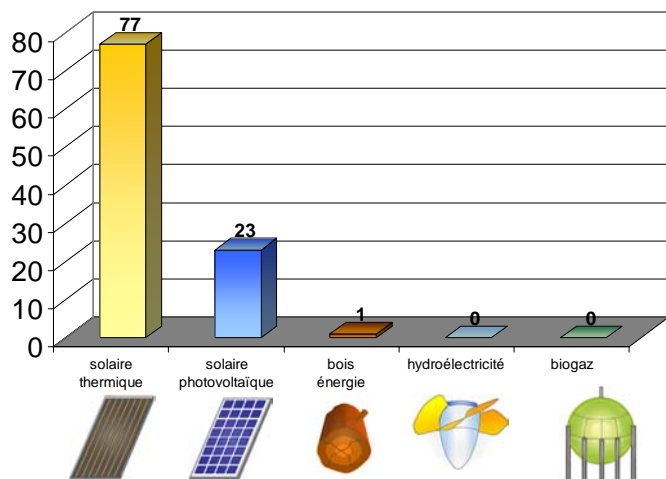 77
80
70
60
50
40
30
20
10
0
23
1
0
0
solaire
thermique
solaire
photovoltaïque
bois
énergie
hydroélectricité
biogaz